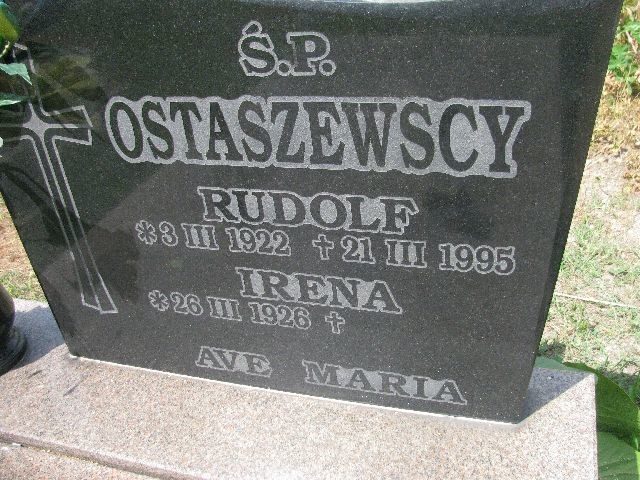 Ś.P.
OSTASZEWSCY
RUDOLF
*3 III 1922 ✝ 21 III 1995
IRENA
*26 III 1926 ✝
AVE MARIA